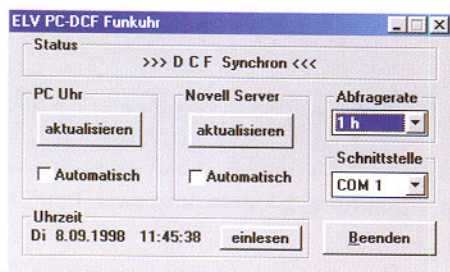 ELV PC-DCF Funkuhr
Status
>>> D C F Synchron <<<
PC Uhr
Novell Server
Abfragerate
aktualisieren
aktualisieren
1 h
Schnittstelle
Automatisch
Automatisch
COM 1
Uhrzeit
Di 8.09.1998 11:45:38
einlesen
Beenden